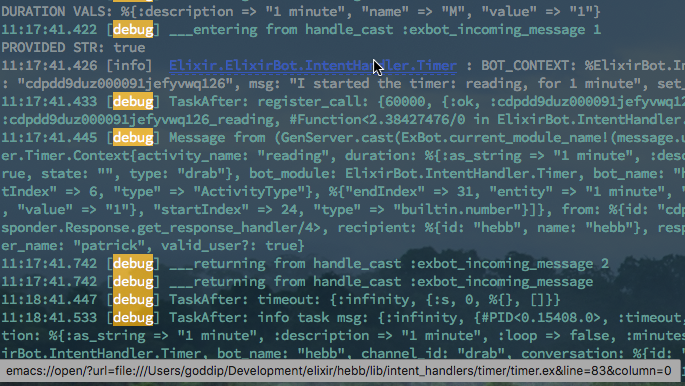 DURATION VALS: %{:description => "1 minute", "name" => "M", "value" => "1"}
11:17:41.422 [debug] ___entering from handle_cast :exbot_incoming_message 1
PROVIDED STR: true
11:17:41.426 [info]  Elixir.ElixirBot.IntentHandler.Timer : BOT_CONTEXT: %ElixirBot.In
: "cdpdd9duz000091jefyvwq126", msg: "I started the timer: reading, for 1 minute", set_
11:17:41.433 [debug] TaskAfter: register_call: {60000, {:ok, :cdpdd9duz000091jefyvwq12
:cdpdd9duz000091jefyvwq126_reading, #Function<2.38427476/0 in ElixirBot.IntentHandler.
11:17:41.445 [debug] Message from (GenServer.cast(ExBot.current_module_name!(message.u
er.Timer.Context{activity_name: "reading", duration: %{:as_string => "1 minute", :desc
rue, state: "", type: "drab"}, bot_module: ElixirBot.IntentHandler.Timer, bot_name: "h
tIndex" => 6, "type" => "ActivityType"}, %{"endIndex" => 31, "entity" => "1 minute", "
, "value" => "1"}, "startIndex" => 24, "type" => "builtin.number"}]}, from: %{id: "cdp
sponder.Response.get_response_handler/4>, recipient: %{id: "hebb", name: "hebb"}, resp
er_name: "patrick", valid_user?: true}
11:17:41.742 [debug] ___returning from handle_cast :exbot_incoming_message 2
11:17:41.742 [debug] ___returning from handle_cast :exbot_incoming_message
11:18:41.447 [debug] TaskAfter: timeout: {:infinity, {:s, 0, %{}, []}}
11:18:41.533 [debug] TaskAfter: info task msg: {:infinity, {#PID<0.15408.0>, :timeout,
tion: %{:as_string => "1 minute", :description => "1 minute", :loop => false, :minutes
irBot.IntentHandler.Timer, bot_name: "hebb", channel_id: "drab", conversation: %{id: "
emacs://open/?url=file:///Users/goddip/Development/elixir/hebb/lib/intent_handlers/timer/timer.ex&line=83&column=0